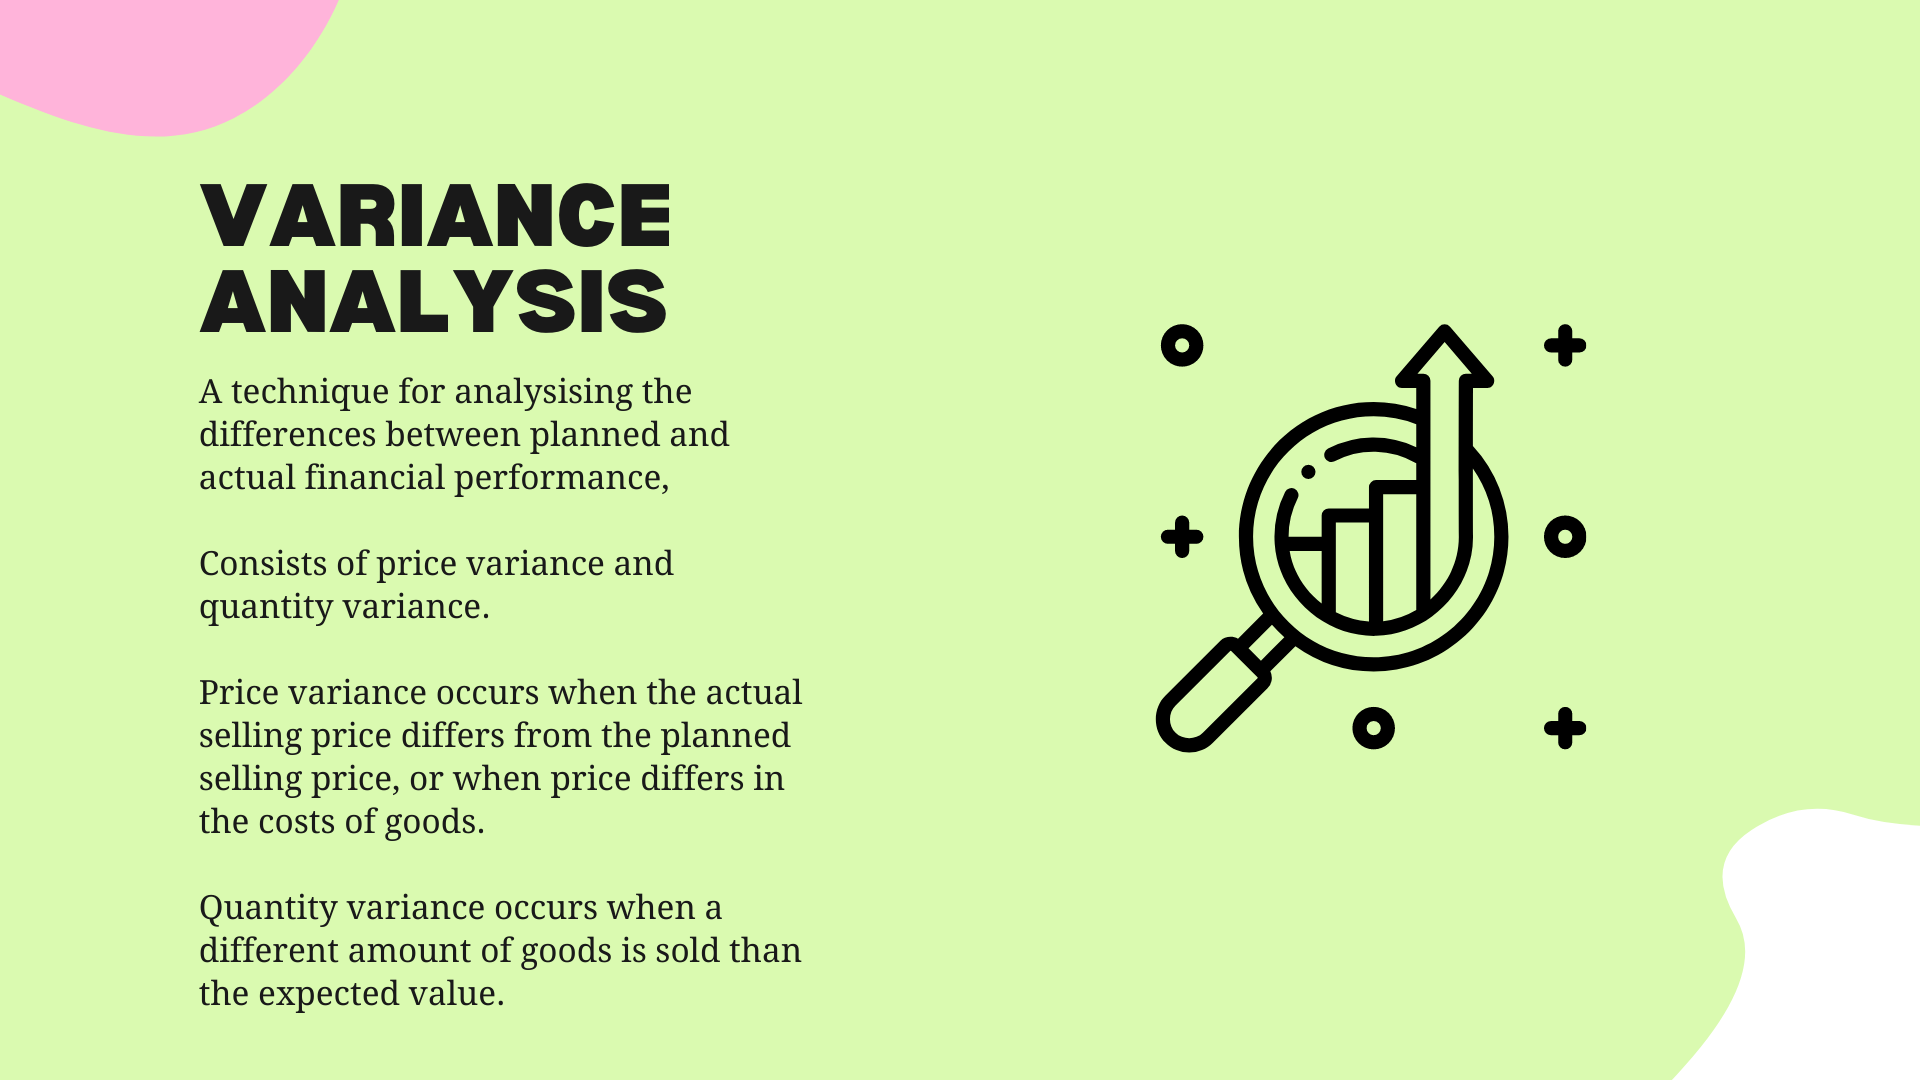 VARIANCE
ANALYSIS
A technique for analysising the
differences between planned and
actual financial performance,
Consists of price variance and
quantity variance.
Price variance occurs when the actual
selling price differs from the planned
selling price, or when price differs in
the costs of goods.
Quantity variance occurs when a
different amount of goods is sold than
the expected value.